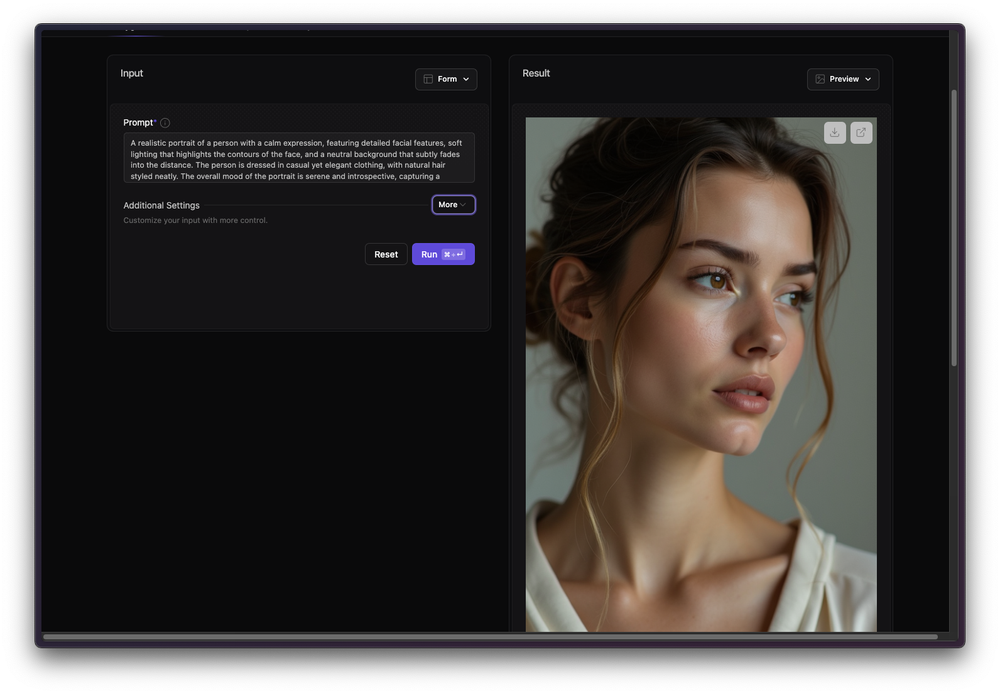 Input
Form
Prompt*
A realistic portrait of a person with a calm expression, featuring detailed facial features, soft
lighting that highlights the contours of the face, and a neutral background that subtly fades
into the distance. The person is dressed in casual yet elegant clothing, with natural hair
styled neatly. The overall mood of the portrait is serene and introspective, capturing a
Additional Settings
More
Customize your input with more control.
Reset
Run ⌘+↵
Result
Preview